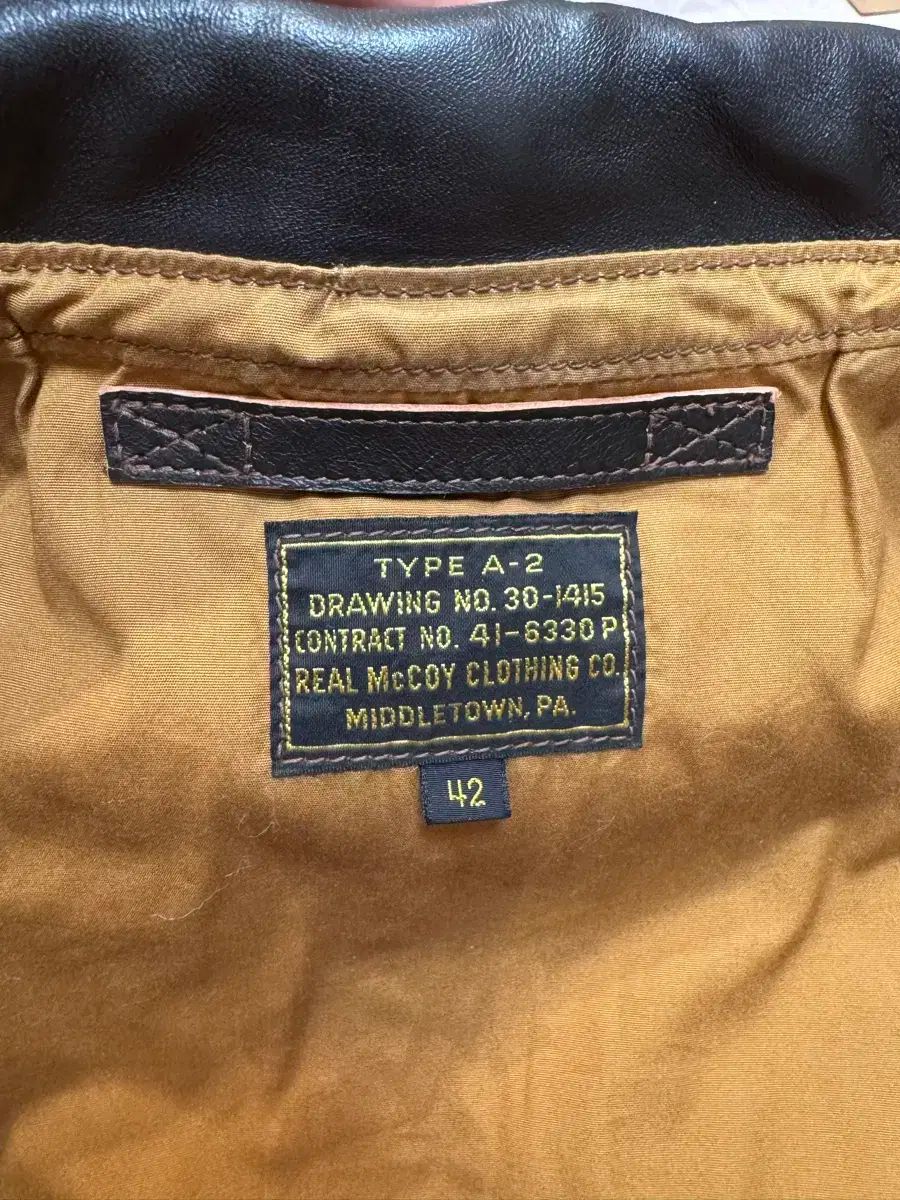 TYPE A-2
DRAWING NO. 30-1415
CONTRACT NO. 41-6330 P
REAL McCOY CLOTHING CO.
MIDDLETOWN, PA.
42